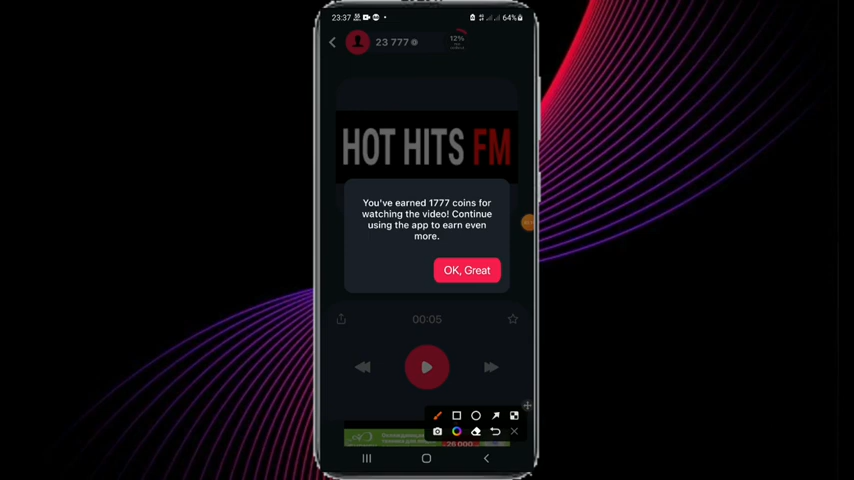 23:37
64%
23 777
12%
HOT HITS FM
You've earned 1777 coins for
watching the video! Continue
using the app to earn even
more.
OK, Great
00:05
26 000